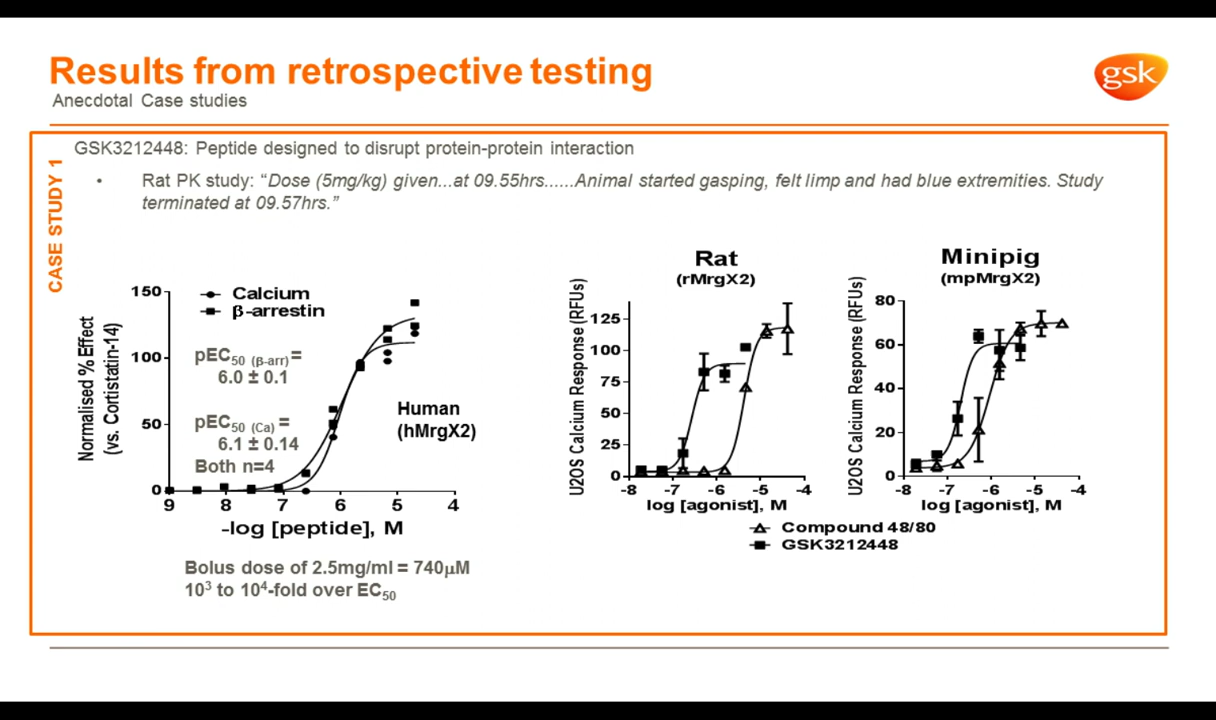 Results from retrospective testing
gsk
Anecdotal Case studies
CASE STUDY 1
GSK3212448: Peptide designed to disrupt protein-protein interaction
• Rat PK study: “Dose (5mg/kg) given...at 09.55hrs......Animal started gasping, felt limp and had blue extremities. Study
terminated at 09.57hrs.”
Normalised % Effect
(vs. Cortistatin-14)
150
100
50
0
Calcium
β-arrestin
pEC50 (β-arr) =
6.0 ± 0.1
pEC50 (Ca) =
6.1 ± 0.14
Both n=4
Human
(hMrgX2)
9 8 7 6 5 4
-log [peptide], M
Bolus dose of 2.5mg/ml = 740µM
10³ to 10⁴-fold over EC50
Rat
(rMrgX2)
U2OS Calcium Response (RFUs)
125
100
75
50
25
0
-8 -7 -6 -5 -4
log [agonist], M
Minipig
(mpMrgX2)
U2OS Calcium Response (RFUs)
80
60
40
20
0
-8 -7 -6 -5 -4
log [agonist], M
Compound 48/80
GSK3212448